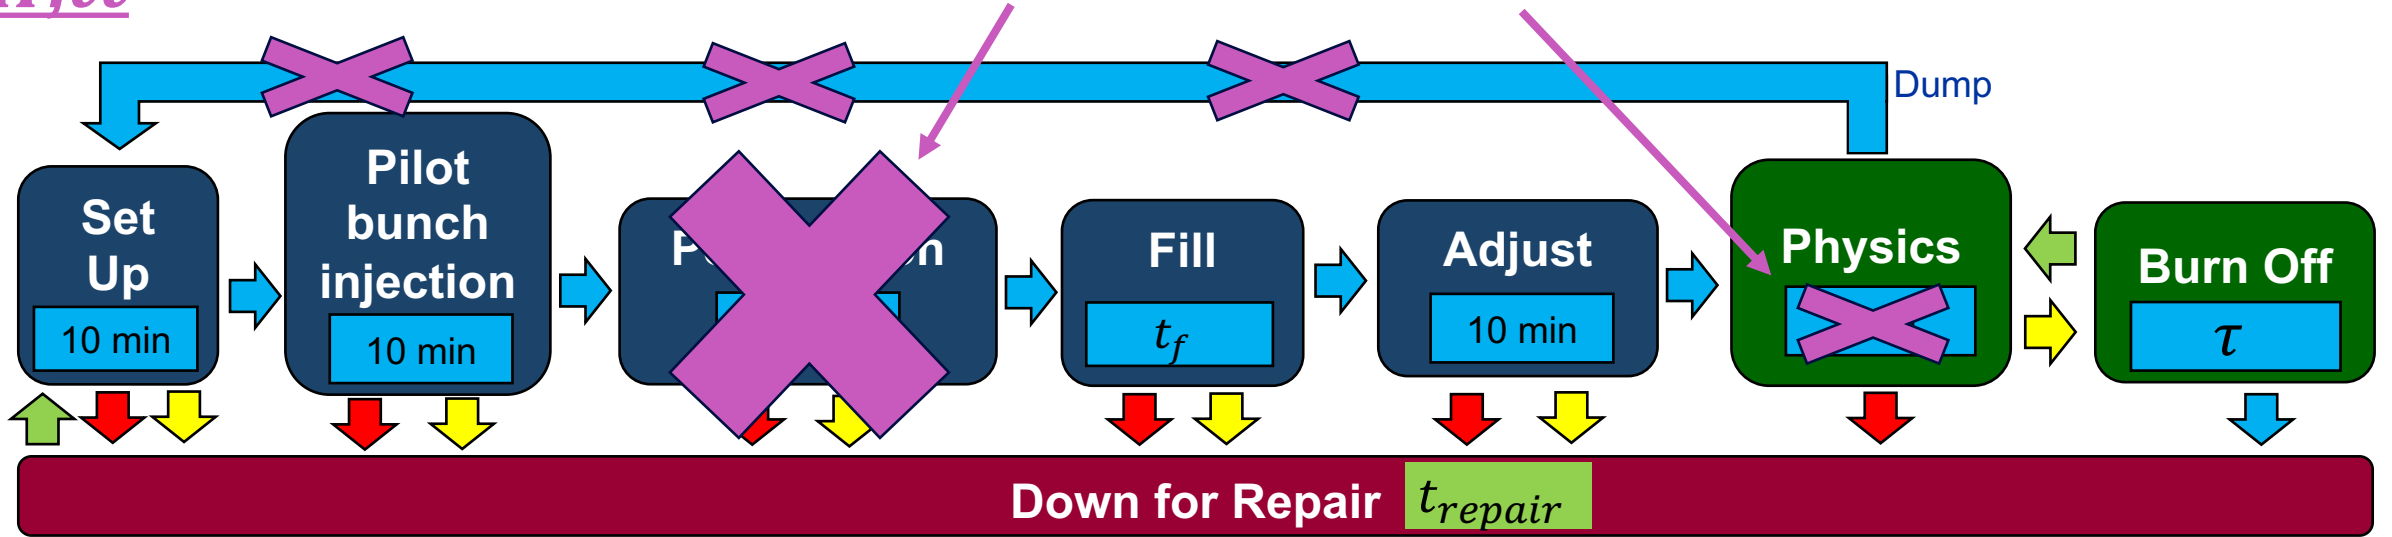 Dump
Set
Up
10 min
Pilot
bunch
injection
10 min
Fill
t_f
Adjust
10 min
Physics
Burn Off
τ
Down for Repair
t_repair